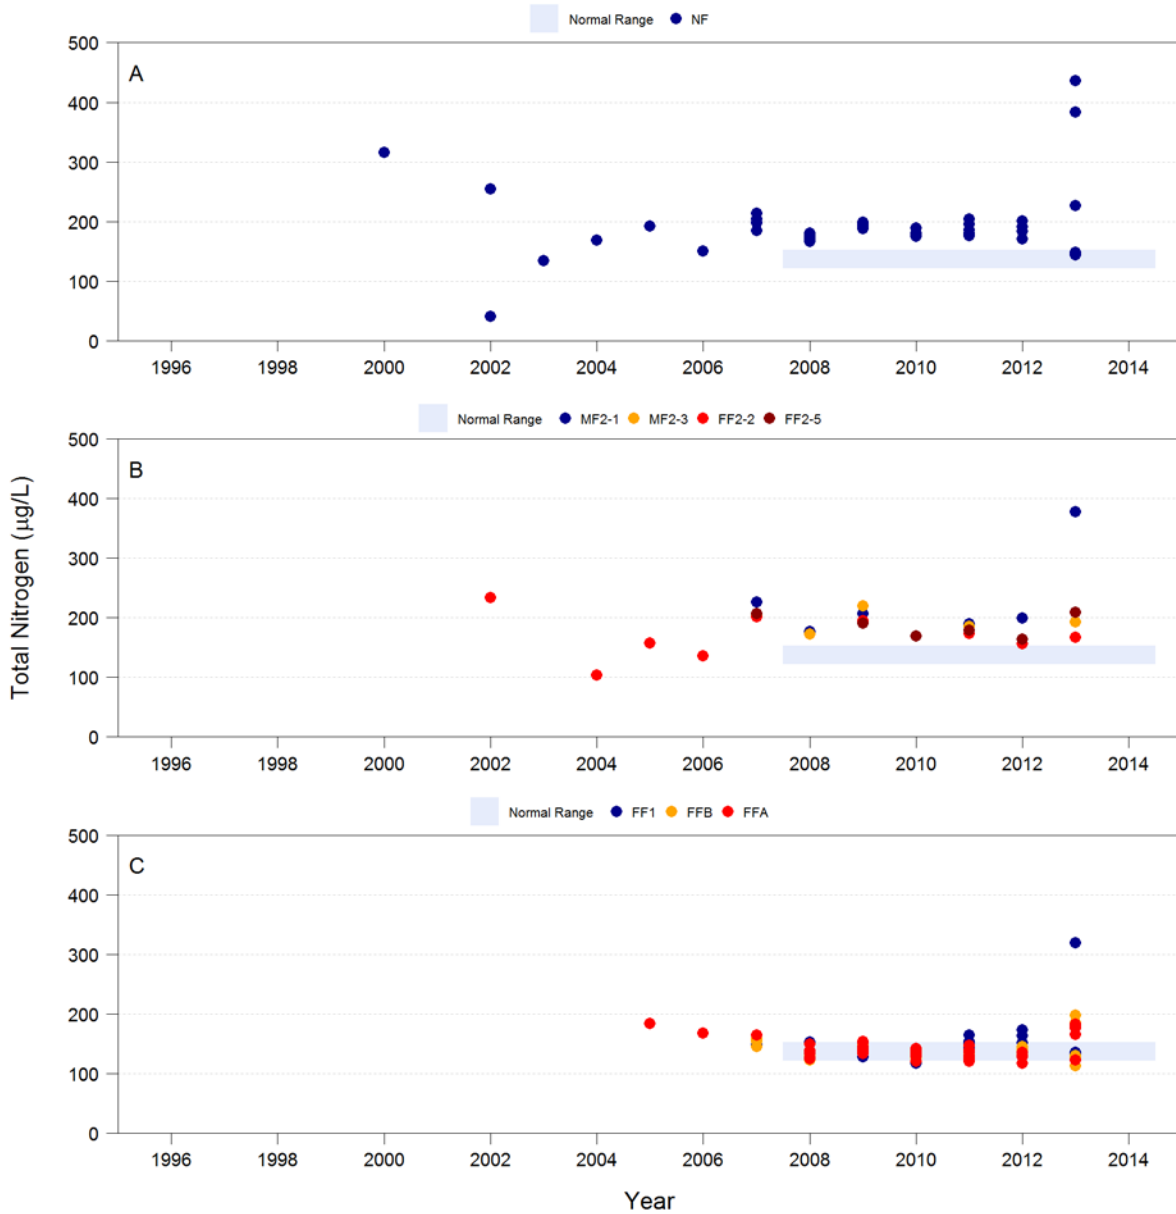 Normal Range NF
500
A
400
300
200
100
0
1996 1998 2000 2002 2004 2006 2008 2010 2012 2014
Normal Range MF2-1 MF2-3 FF2-2 FF2-5
500
B
400
300
200
100
0
1996 1998 2000 2002 2004 2006 2008 2010 2012 2014
Total Nitrogen (µg/L)
Normal Range FF1 FFB FFA
500
C
400
300
200
100
0
1996 1998 2000 2002 2004 2006 2008 2010 2012 2014
Year